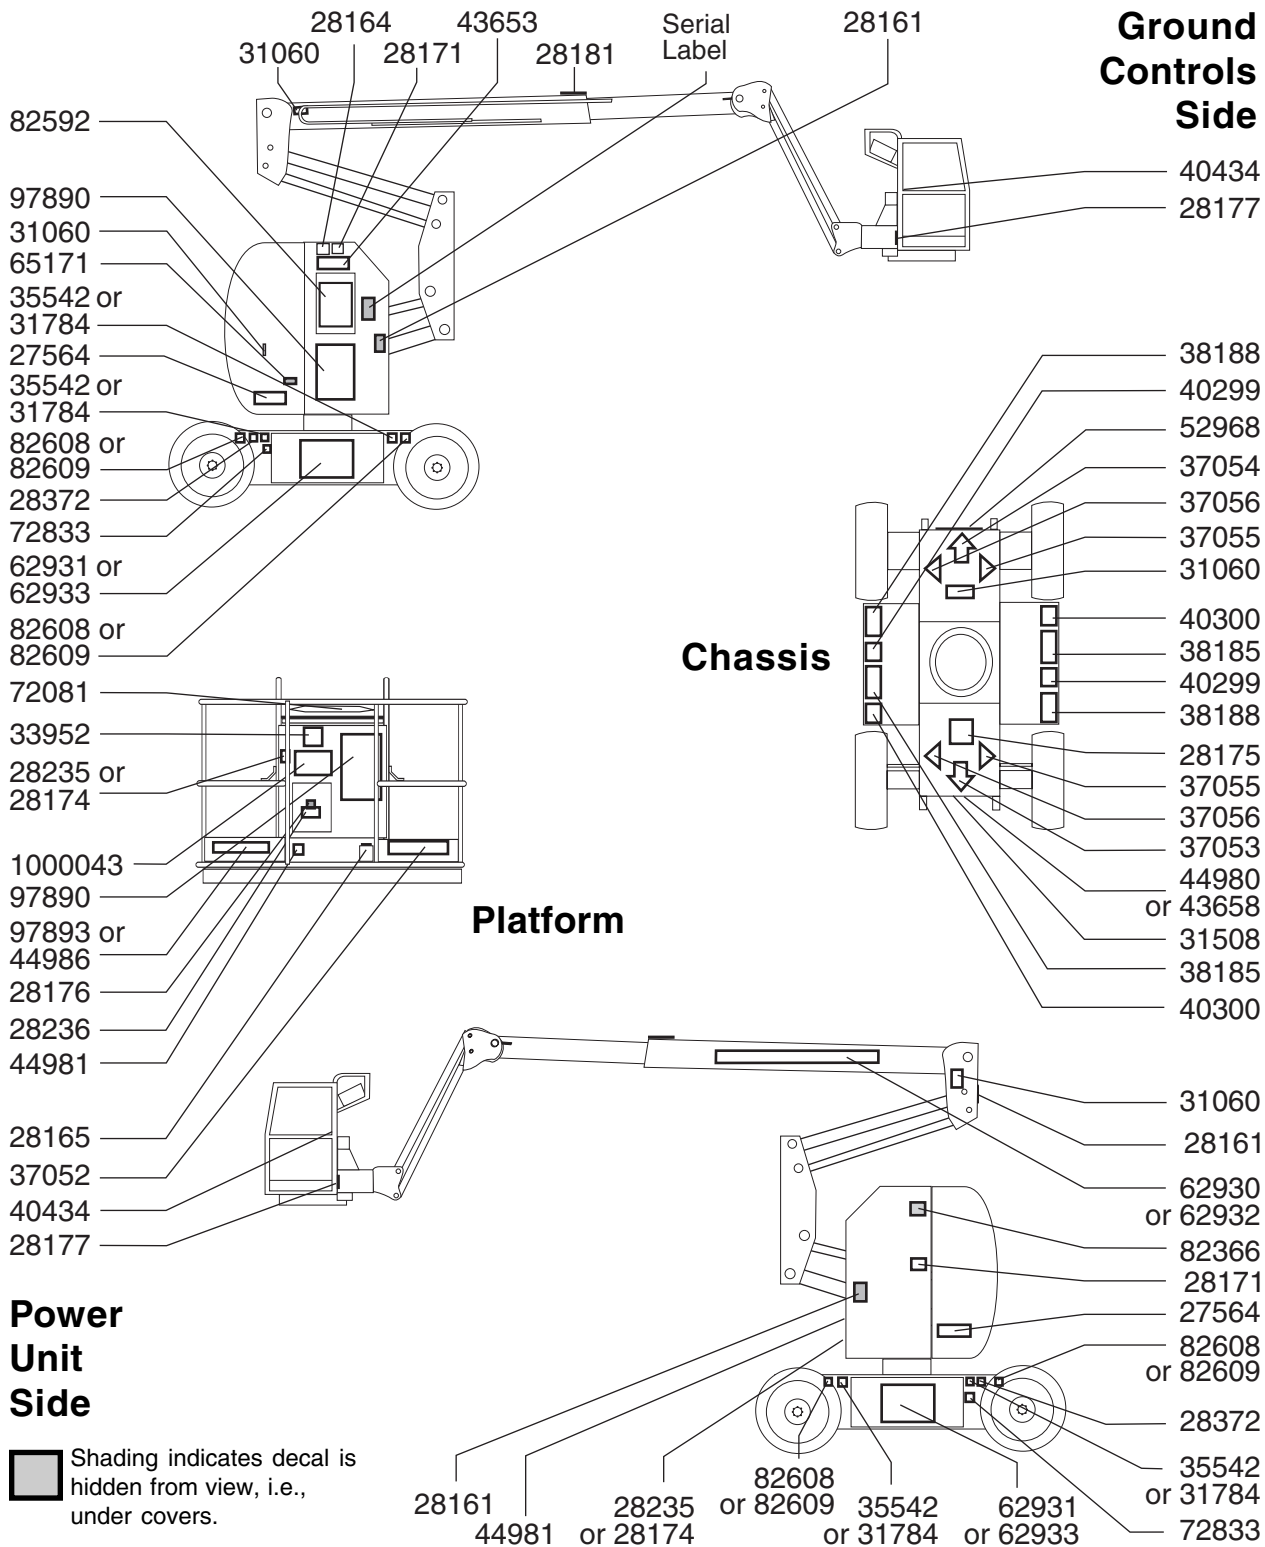 28164
43653
Serial
Label
28161
31060
28171
28181
Ground
Controls
Side
82592
97890
31060
65171
35542 or
31784
27564
35542 or
31784
82608 or
82609
28372
72833
62931 or
62933
82608 or
82609
40434
28177
38188
40299
52968
37054
37056
37055
31060
40300
38185
40299
38188
28175
37055
37056
37053
44980
or 43658
31508
38185
40300
Chassis
72081
33952
28235 or
28174
1000043
97890
97893 or
44986
28176
28236
44981
28165
37052
40434
28177
Platform
31060
28161
62930
or 62932
82366
28171
27564
82608
or 82609
28372
35542
or 31784
72833
Power
Unit
Side
Shading indicates decal is
hidden from view, i.e.,
under covers.
28161
44981
28235
or 28174
82608
or 82609
35542
or 31784
62931
or 62933